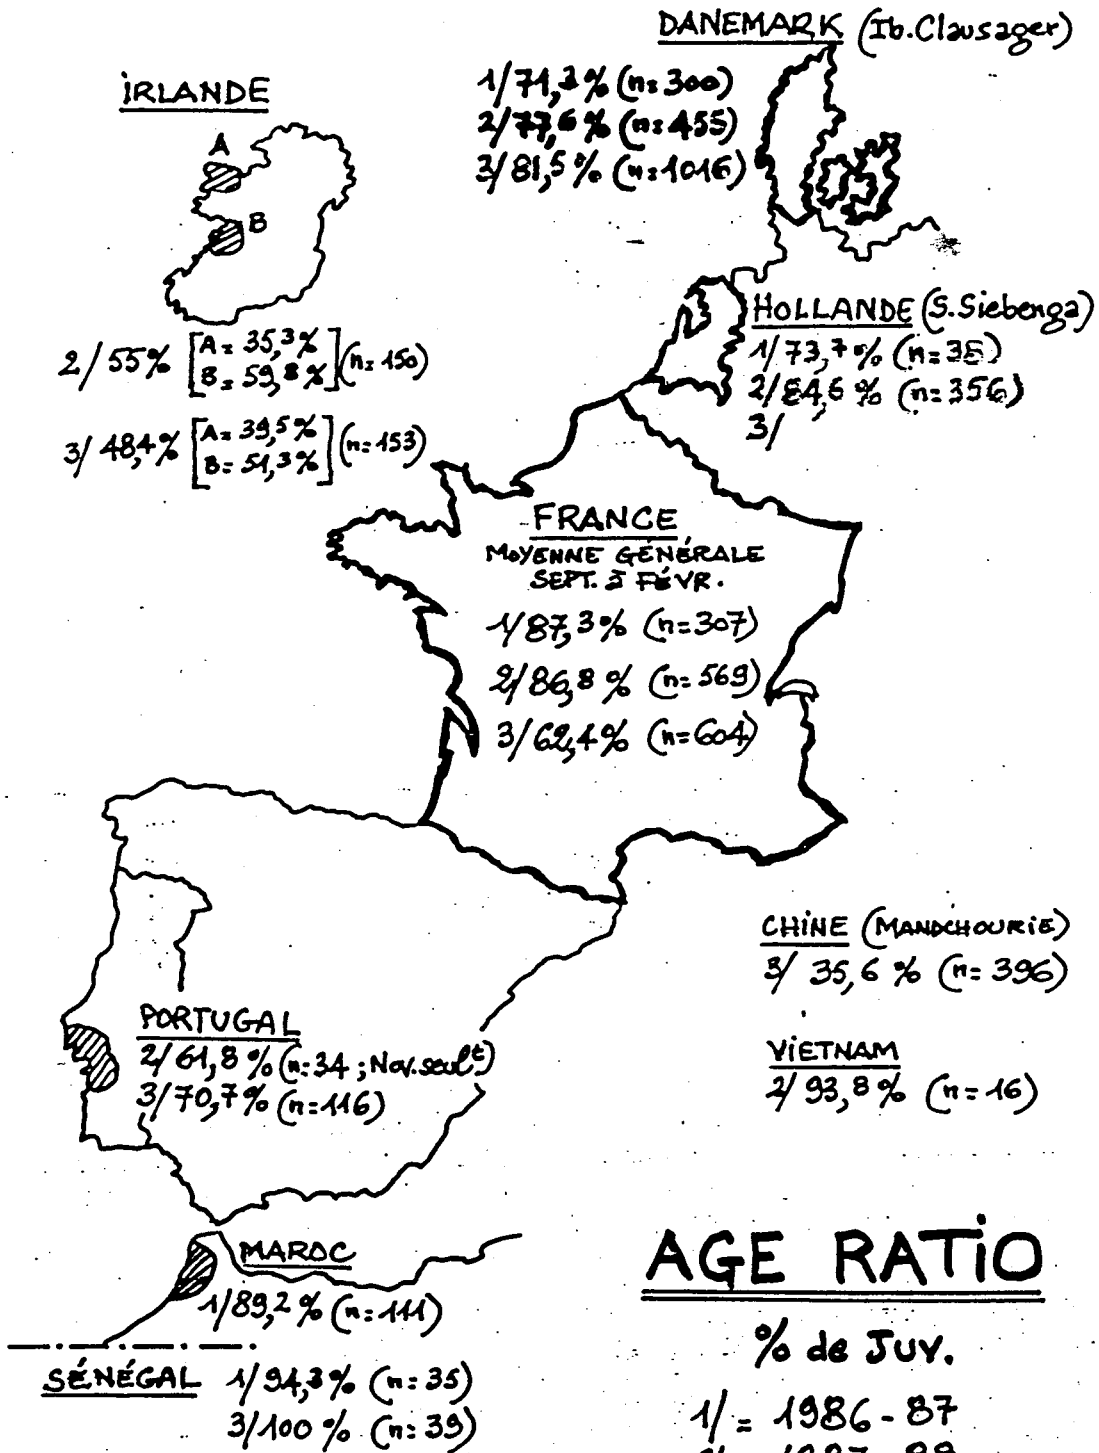 DANEMARK (Ib.Clausager)
1/71,3% (n=300)
2/77,6% (n=455)
3/81,5% (n=1016)
IRLANDE
A
B
2/55% [A= 35,3% B= 59,8%] (n=150)
3/48,4% [A= 39,5% B= 51,3%] (n=153)
HOLLANDE (S.Siebenga)
1/73,7% (n=38)
2/84,6% (n=356)
3/
FRANCE
MOYENNE GÉNÉRALE
SEPT. à FÉVR.
1/87,3% (n=307)
2/86,8% (n=569)
3/62,4% (n=604)
CHINE (MANDCHOURIE)
3/ 35,6 % (n=396)
VIETNAM
2/93,8% (n=16)
PORTUGAL
2/61,8% (n=34 ; Nov.seult)
3/70,7% (n=116)
MAROC
1/89,2% (n=111)
SÉNÉGAL 1/94,3% (n=35)
3/100% (n=39)
AGE RATIO
% de JUV.
1/ = 1986-87